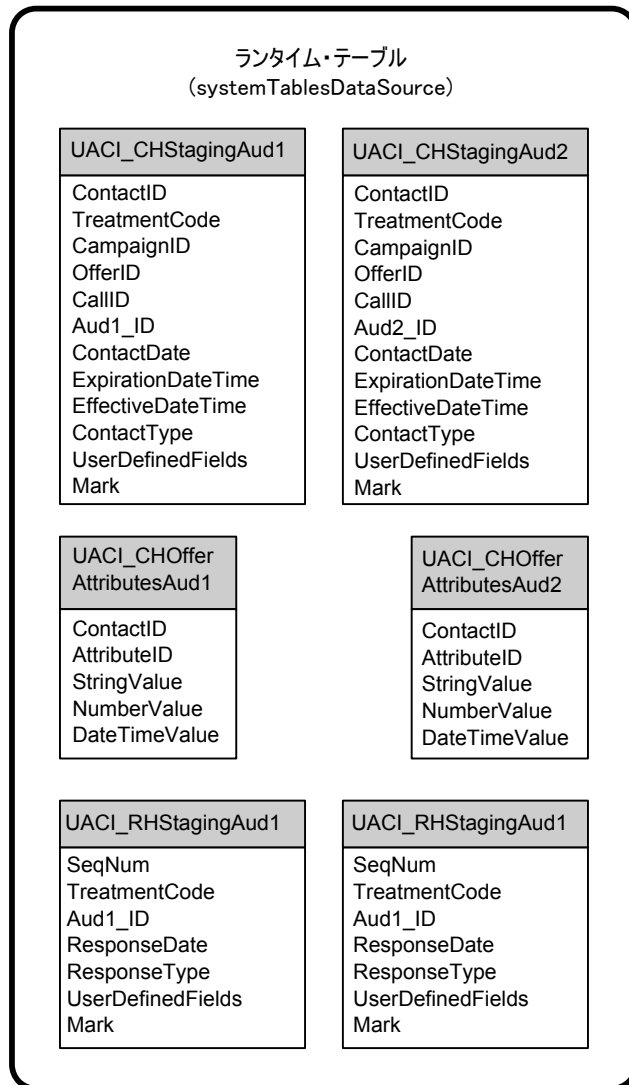 ランタイム・テーブル
(systemTablesDataSource)
UACI_CHStagingAud1
ContactID
TreatmentCode
CampaignID
OfferID
CallID
Aud1_ID
ContactDate
ExpirationDateTime
EffectiveDateTime
ContactType
UserDefinedFields
Mark
UACI_CHStagingAud2
ContactID
TreatmentCode
CampaignID
OfferID
CallID
Aud2_ID
ContactDate
ExpirationDateTime
EffectiveDateTime
ContactType
UserDefinedFields
Mark
UACI_CHOffer
AttributesAud1
ContactID
AttributeID
StringValue
NumberValue
DateTimeValue
UACI_CHOffer
AttributesAud2
ContactID
AttributeID
StringValue
NumberValue
DateTimeValue
UACI_RHStagingAud1
SeqNum
TreatmentCode
Aud1_ID
ResponseDate
ResponseType
UserDefinedFields
Mark
UACI_RHStagingAud1
SeqNum
TreatmentCode
Aud1_ID
ResponseDate
ResponseType
UserDefinedFields
Mark